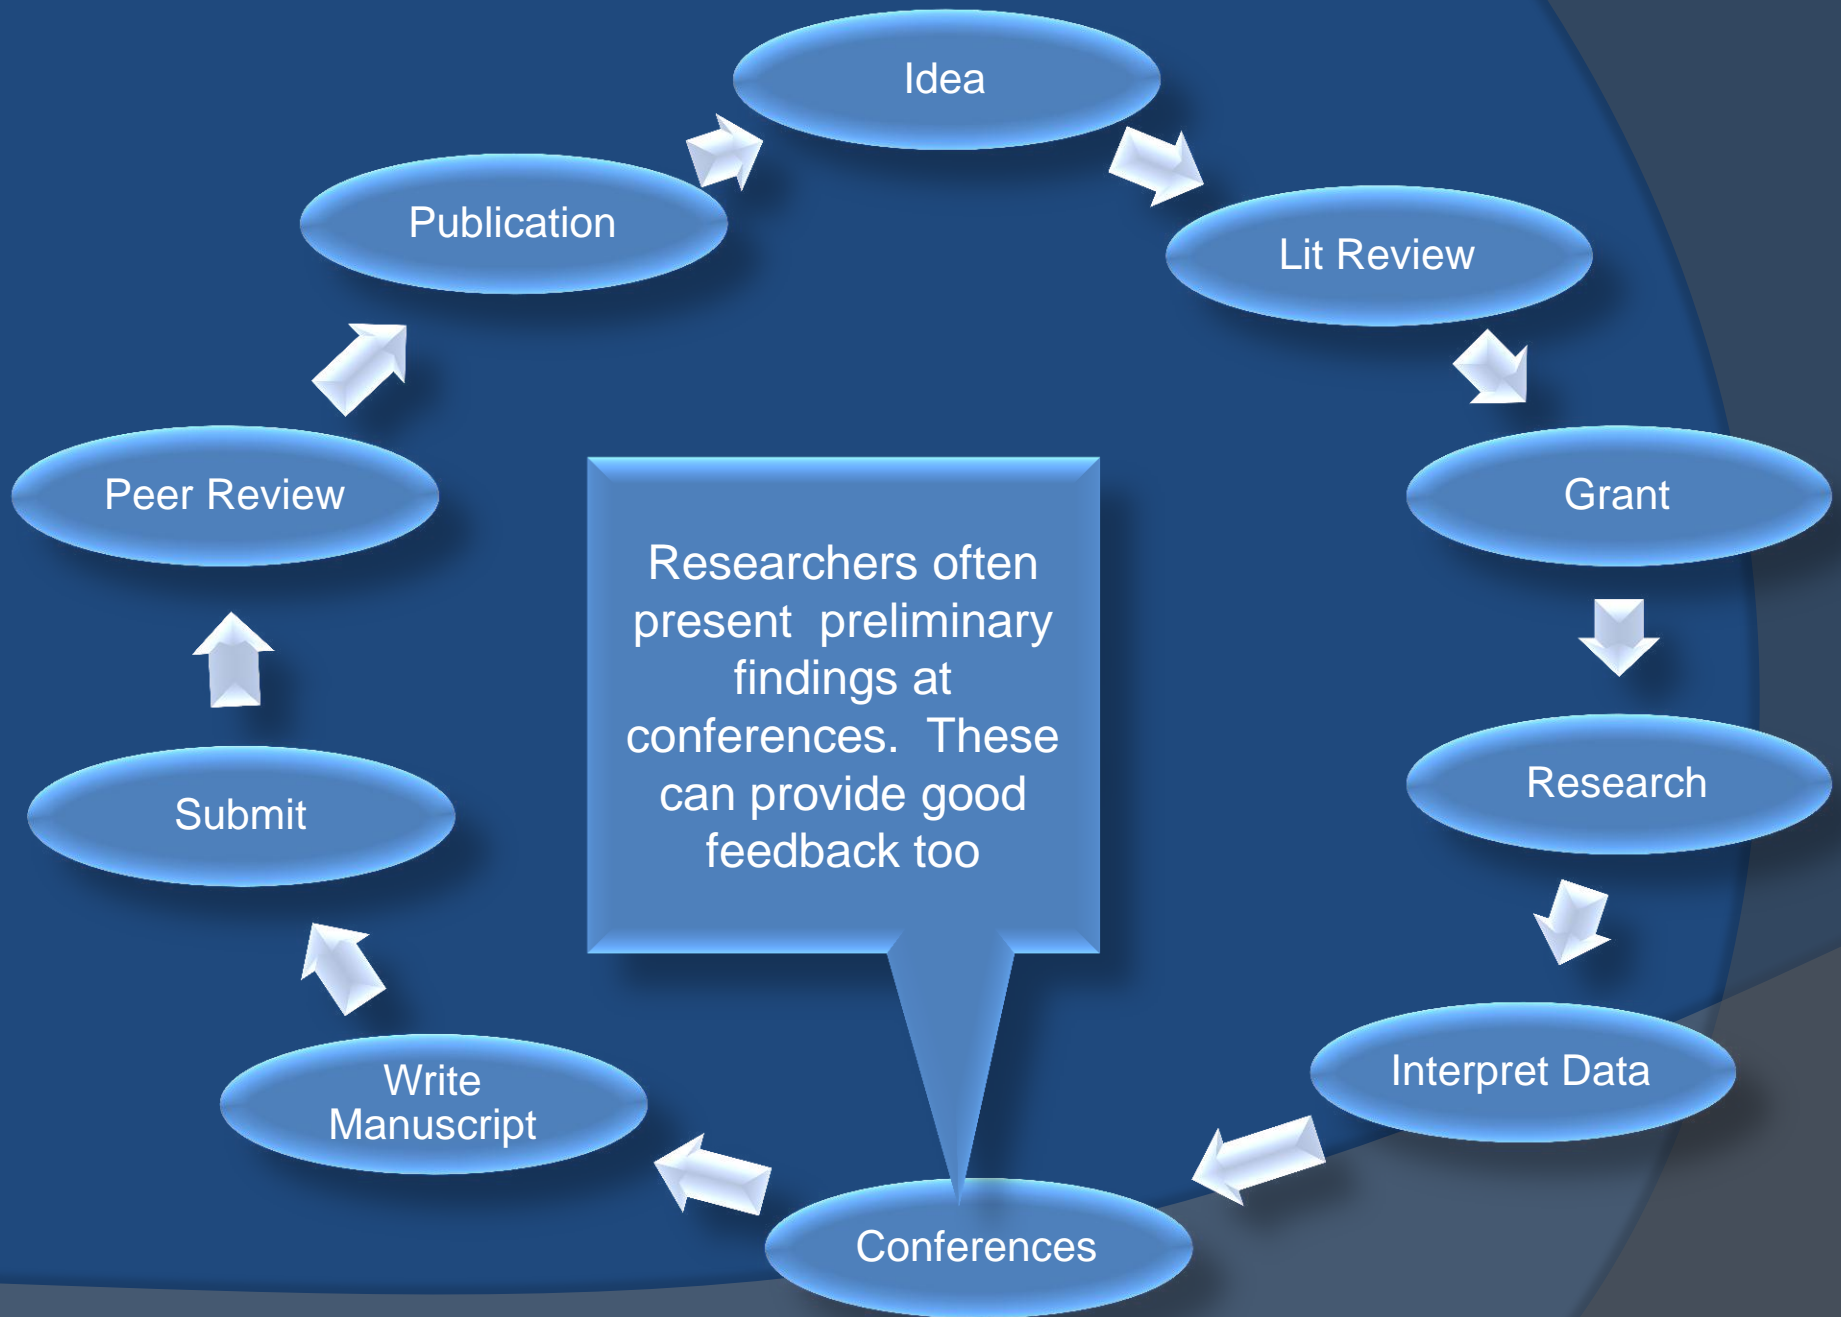 Idea
Lit Review
Grant
Research
Interpret Data
Conferences
Write
Manuscript
Submit
Peer Review
Publication
Researchers often
present  preliminary
findings at
conferences.  These
can provide good
feedback too